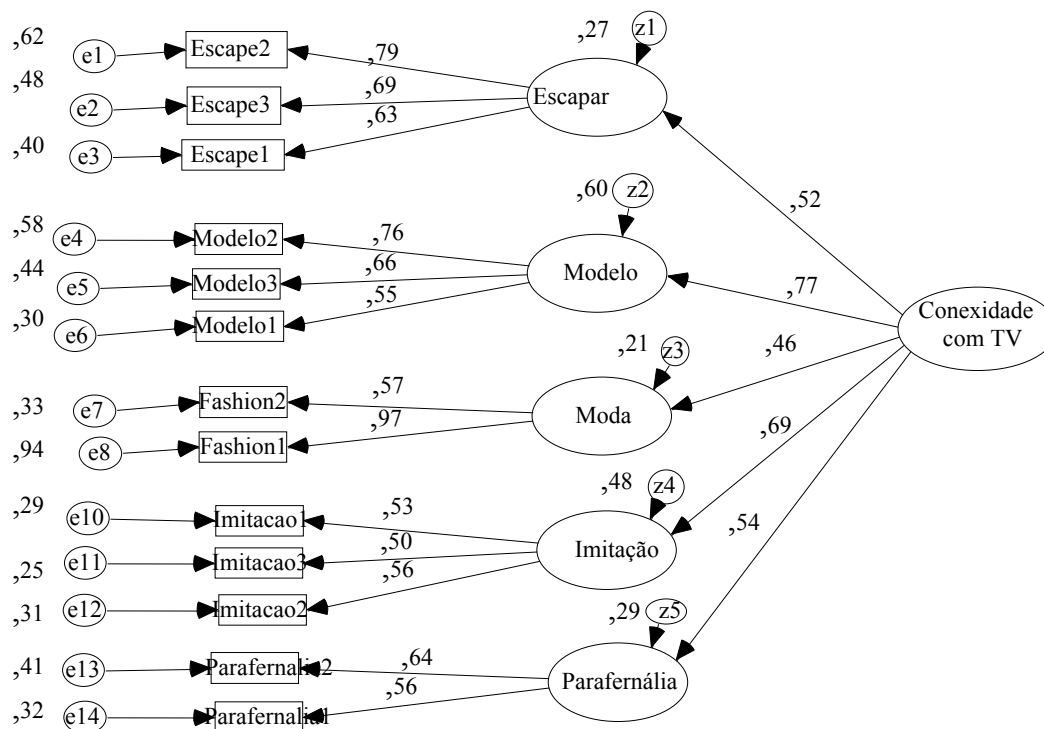 ,62
e1
Escape2
,79
,27
z1
,48
e2
Escape3
,69
Escapar
,40
e3
Escape1
,63
,52
,58
e4
Modelo2
,76
,60
z2
,44
e5
Modelo3
,66
Modelo
,77
,30
e6
Modelo1
,55
Conexidade
com TV
,46
,33
e7
Fashion2
,57
,21
z3
,94
e8
Fashion1
,97
Moda
,69
,29
e10
Imitacao1
,53
,48
z4
,25
e11
Imitacao3
,50
Imitação
,54
,31
e12
Imitacao2
,56
,41
e13
Parafernalia2
,64
,29
z5
,32
e14
Parafernalia1
,56
Parafernália